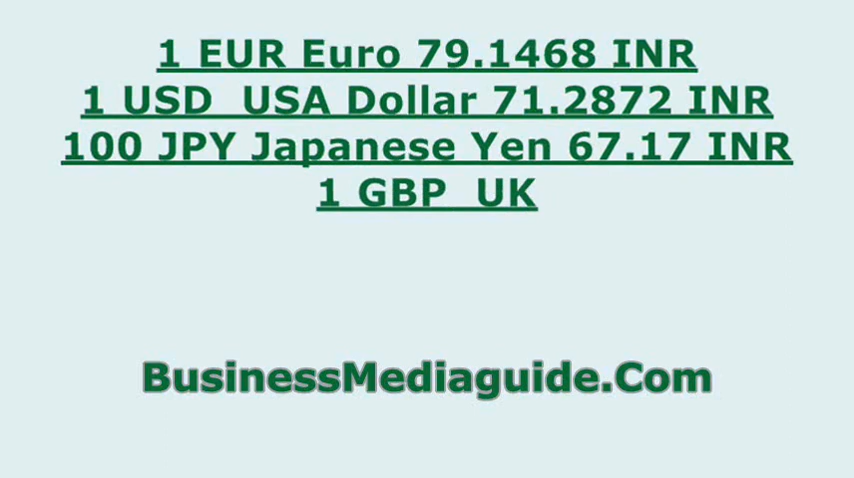 1 EUR Euro 79.1468 INR
1 USD  USA Dollar 71.2872 INR
100 JPY Japanese Yen 67.17 INR
1 GBP  UK
BusinessMediaguide.Com